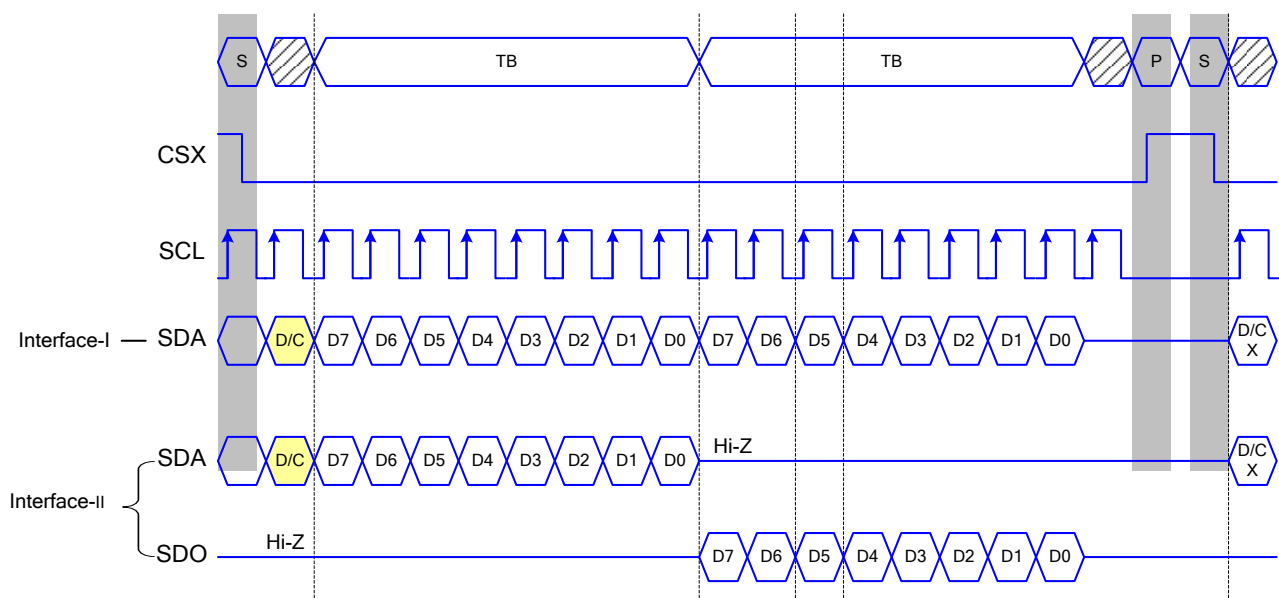 S TB TB P S
CSX
SCL
Interface-I SDA D/C D7 D6 D5 D4 D3 D2 D1 D0 D7 D6 D5 D4 D3 D2 D1 D0 D/C X
Interface-II
SDA D/C D7 D6 D5 D4 D3 D2 D1 D0 Hi-Z D/C X
SDO Hi-Z D7 D6 D5 D4 D3 D2 D1 D0